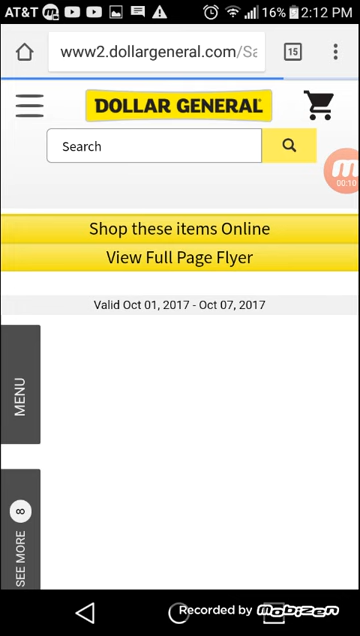 AT&T
16% 2:12 PM
www2.dollargeneral.com/Sa
15
DOLLAR GENERAL
Search
00:10
Shop these items Online
View Full Page Flyer
Valid Oct 01, 2017 - Oct 07, 2017
MENU
SEE MORE 8
Recorded by mobizen